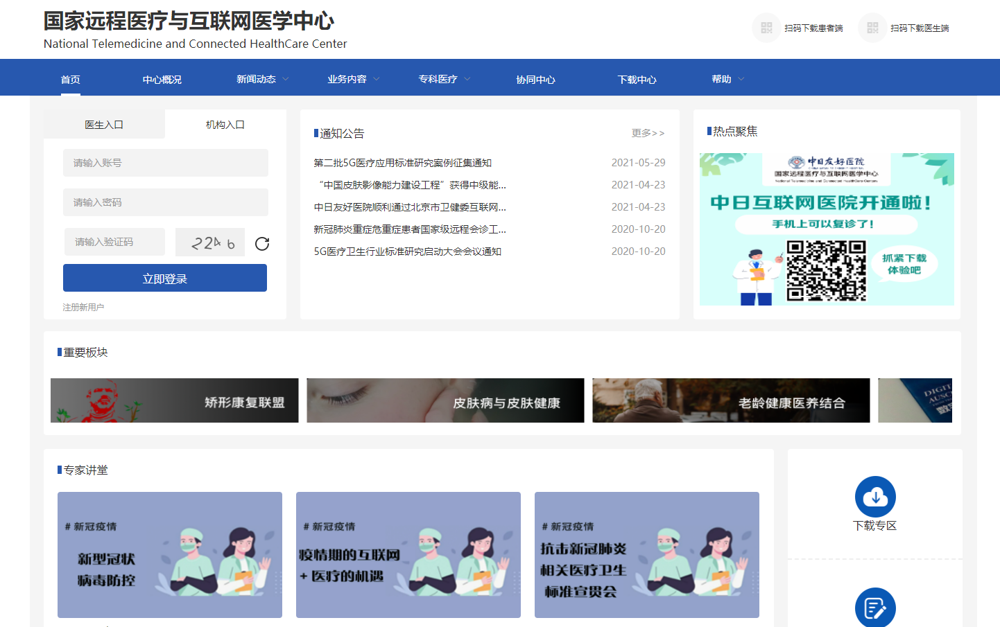 国家远程医疗与互联网医学中心
National Telemedicine and Connected HealthCare Center
扫码下载患者端
扫码下载医生端
首页
中心概况
新闻动态
业务内容
专科医疗
协同中心
下载中心
帮助
医生入口
机构入口
请输入账号
请输入密码
请输入验证码
224 6
立即登录
注册新用户
通知公告
更多>>
第二批5G医疗应用标准研究案例征集通知
2021-05-29
“中国皮肤影像能力建设工程”获得中级能...
2021-04-23
中日友好医院顺利通过北京市卫健委互联网...
2021-04-23
新冠肺炎重症危重症患者国家级远程会诊工...
2020-10-20
5G医疗卫生行业标准研究启动大会会议通知
2020-10-20
热点聚焦
中日友好医院
国家远程医疗与互联网医学中心
National Telemedicine and Connected HealthCare Center
中日互联网医院开通啦！
手机上可以复诊了！
抓紧下载
体验吧
重要板块
矫形康复联盟
皮肤病与皮肤健康
老龄健康医养结合
专家讲堂
# 新冠疫情
新型冠状
病毒防控
# 新冠疫情
疫情期的互联网
+ 医疗的机遇
# 新冠疫情
抗击新冠肺炎
相关医疗卫生
标准宣贯会
下载专区